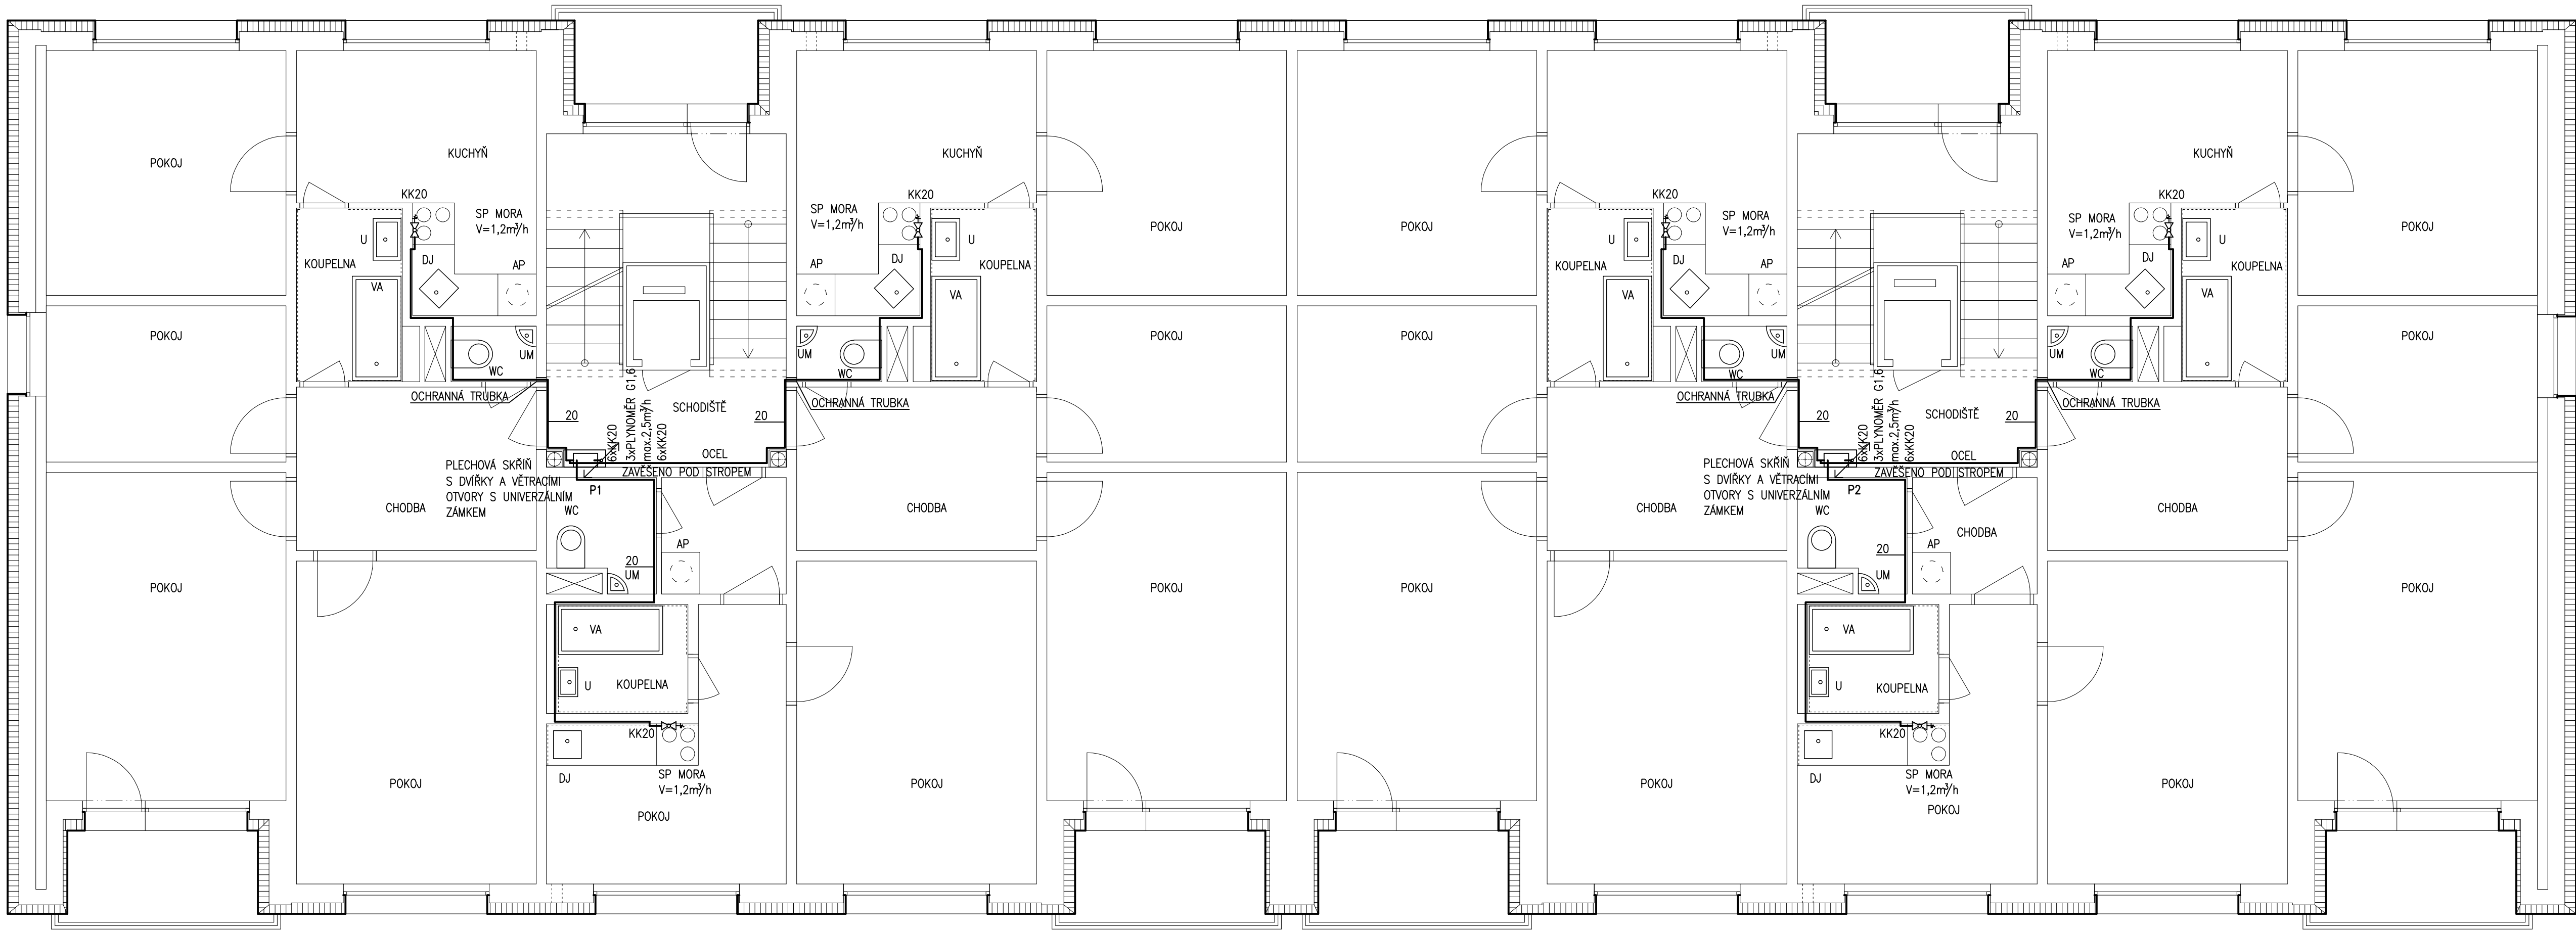 POKOJ
KUCHYŇ
KK20
SP MORA
V=1,2m³/h
U
KOUPELNA
DJ
AP
VA
UM
WC
POKOJ
OCHRANNÁ TRUBKA
20
SCHODIŠTĚ
20
6xKK20
3xPLYNOMĚR G1,6
max.2,5m³/h
6xKK20
OCEL
ZAVĚŠENO POD STROPEM
PLECHOVÁ SKŘÍŇ
S DVÍŘKY A VĚTRACÍMI
OTVORY S UNIVERZÁLNÍM
ZÁMKEM
P1
WC
CHODBA
AP
20
UM
POKOJ
POKOJ
VA
U
KOUPELNA
KK20
DJ
SP MORA
V=1,2m³/h
POKOJ
KUCHYŇ
KK20
SP MORA
V=1,2m³/h
U
AP
DJ
KOUPELNA
VA
UM
WC
OCHRANNÁ TRUBKA
CHODBA
POKOJ
POKOJ
POKOJ
POKOJ
POKOJ
POKOJ
POKOJ
KK20
SP MORA
V=1,2m³/h
U
KOUPELNA
DJ
AP
VA
UM
WC
OCHRANNÁ TRUBKA
20
SCHODIŠTĚ
20
6xKK20
3xPLYNOMĚR G1,6
max.2,5m³/h
6xKK20
OCEL
ZAVĚŠENO POD STROPEM
PLECHOVÁ SKŘÍŇ
S DVÍŘKY A VĚTRACÍMI
OTVORY S UNIVERZÁLNÍM
ZÁMKEM
P2
WC
CHODBA
AP
CHODBA
20
UM
POKOJ
VA
U
KOUPELNA
KK20
DJ
SP MORA
V=1,2m³/h
POKOJ
KUCHYŇ
KK20
SP MORA
V=1,2m³/h
U
AP
DJ
KOUPELNA
VA
UM
WC
OCHRANNÁ TRUBKA
CHODBA
POKOJ
POKOJ
POKOJ
POKOJ